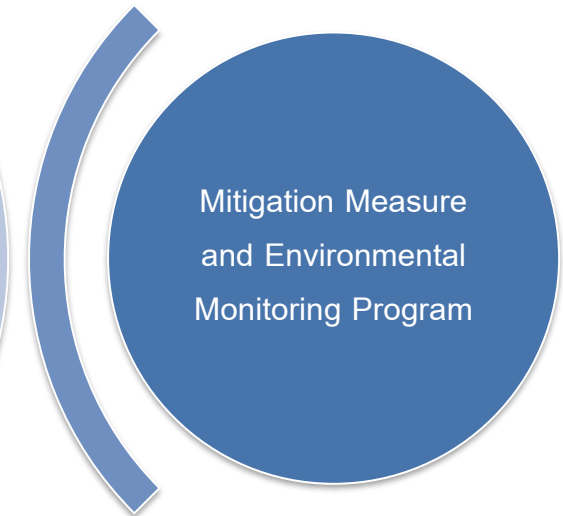 Mitigation Measure
and Environmental
Monitoring Program